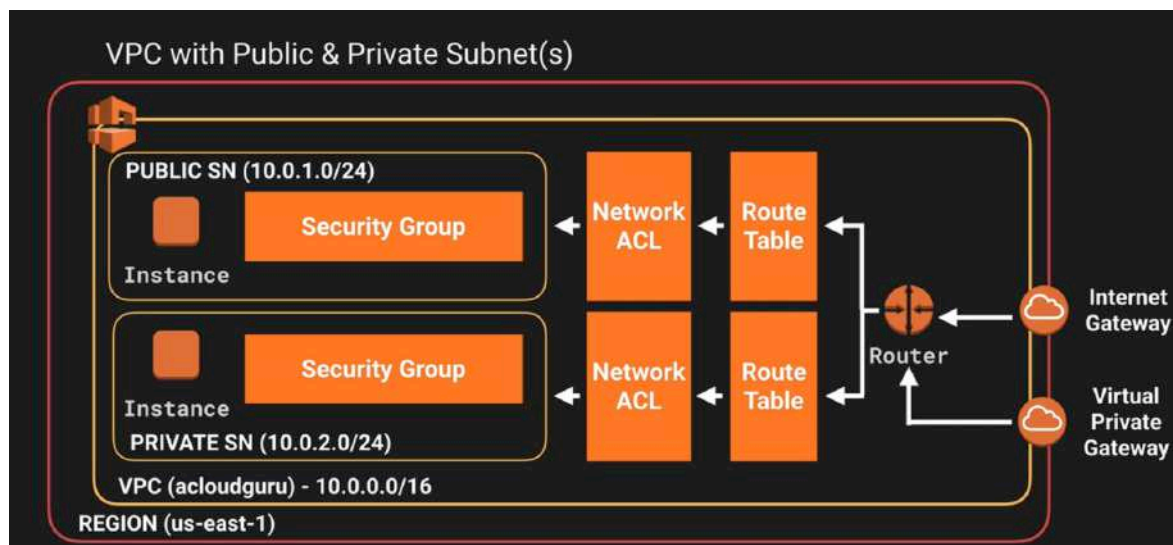 VPC with Public & Private Subnet(s)
PUBLIC SN (10.0.1.0/24)
Instance
Security Group
Network
ACL
Route
Table
Instance
Security Group
PRIVATE SN (10.0.2.0/24)
Network
ACL
Route
Table
Router
Internet
Gateway
Virtual
Private
Gateway
VPC (acloudguru) - 10.0.0.0/16
REGION (us-east-1)